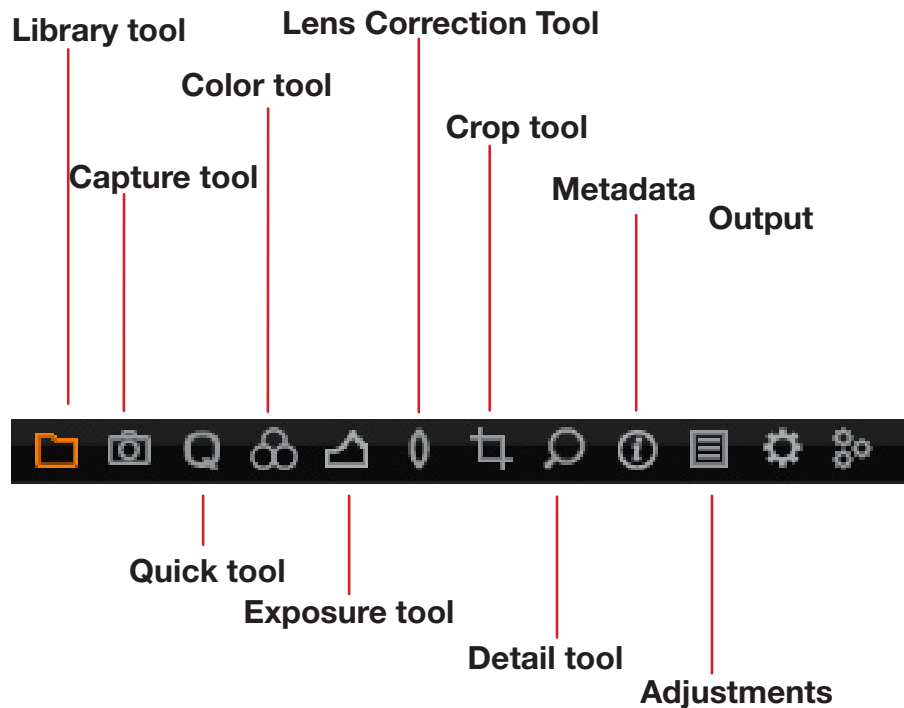 Library tool
Lens Correction Tool
Color tool
Crop tool
Capture tool
Metadata
Output
Quick tool
Exposure tool
Detail tool
Adjustments